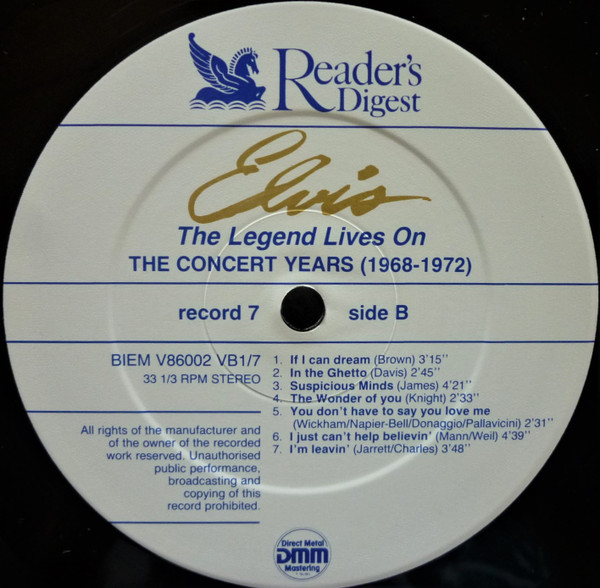 Reader's
Digest
Elvis
The Legend Lives On
THE CONCERT YEARS (1968-1972)
record 7 side B
BIEM V86002 VB1/7
33 1/3 RPM STEREO
1. If I can dream (Brown) 3'15''
2. In the Ghetto (Davis) 2'45''
3. Suspicious Minds (James) 4'21''
4. The Wonder of you (Knight) 2'33''
5. You don't have to say you love me
(Wickham/Napier-Bell/Donaggio/Pallavicini) 2'31''
6. I just can't help believin' (Mann/Weil) 4'39''
7. I'm leavin' (Jarrett/Charles) 3'48''
All rights of the manufacturer and
of the owner of the recorded
work reserved. Unauthorised
public performance,
broadcasting and
copying of this
record prohibited.
Direct Metal
DMM
Mastering